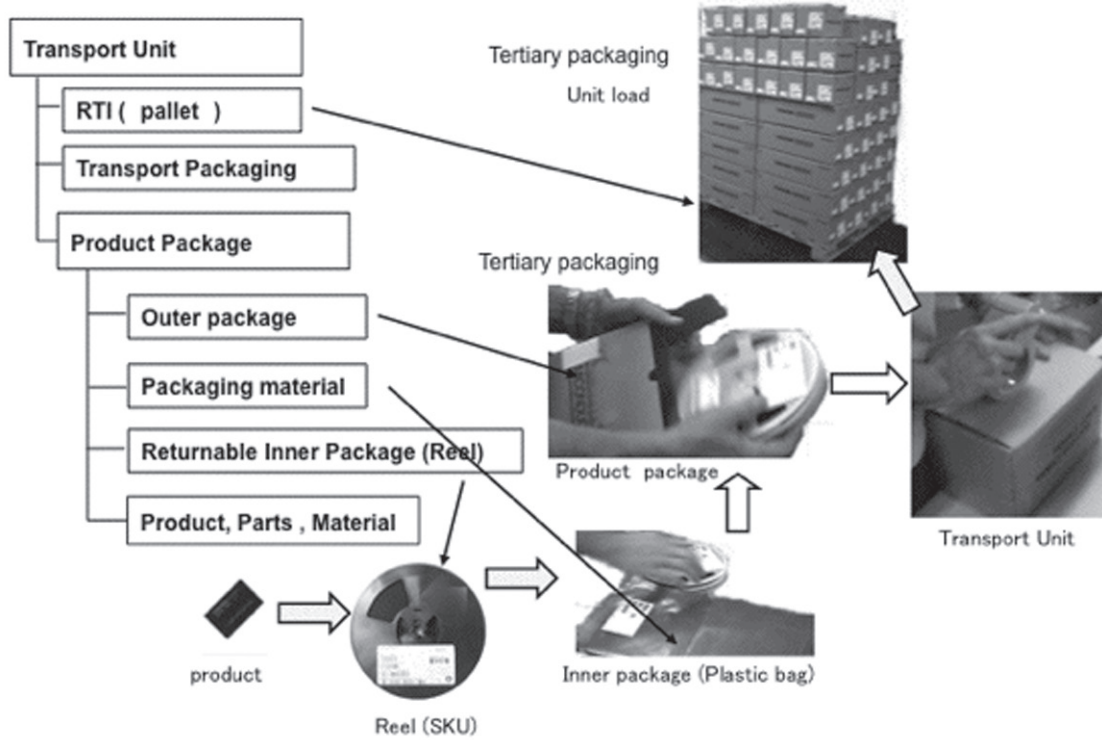 Transport Unit
RTI ( pallet )
Transport Packaging
Product Package
Outer package
Packaging material
Returnable Inner Package (Reel)
Product, Parts , Material
Tertiary packaging
Unit load
Tertiary packaging
Product package
Transport Unit
Inner package (Plastic bag)
product
Reel (SKU)